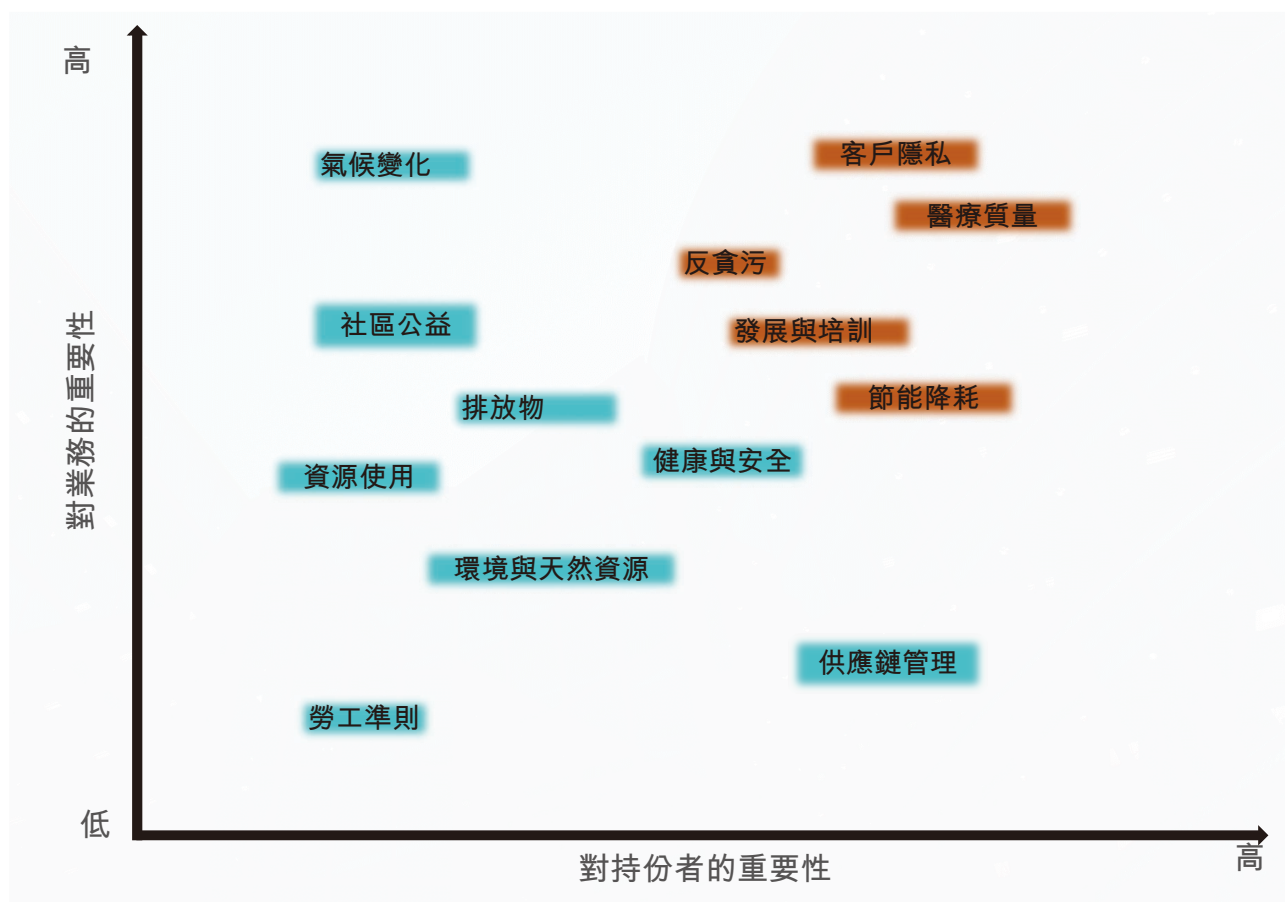 高
客戶隱私
氣候變化
醫療質量
反貪污
社區公益
發展與培訓
節能降耗
排放物
對業務的重要性
健康與安全
資源使用
環境與天然資源
供應鏈管理
勞工準則
低
高
對持份者的重要性